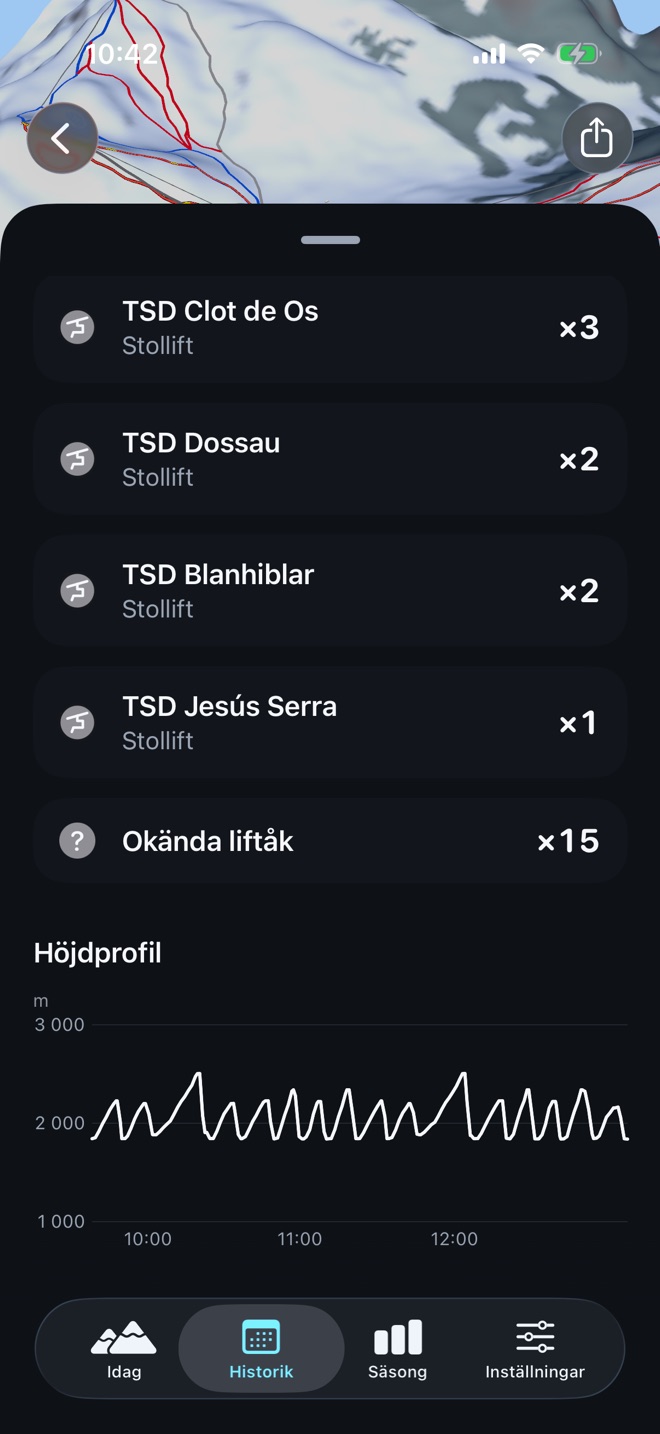 10:42
TSD Clot de Os
Stollift
×3
TSD Dossau
Stollift
×2
TSD Blanhiblar
Stollift
×2
TSD Jesús Serra
Stollift
×1
?
Okända liftåk
×15
Höjdprofil
m
3 000
2 000
1 000
10:00
11:00
12:00
Idag
Historik
Säsong
Inställningar